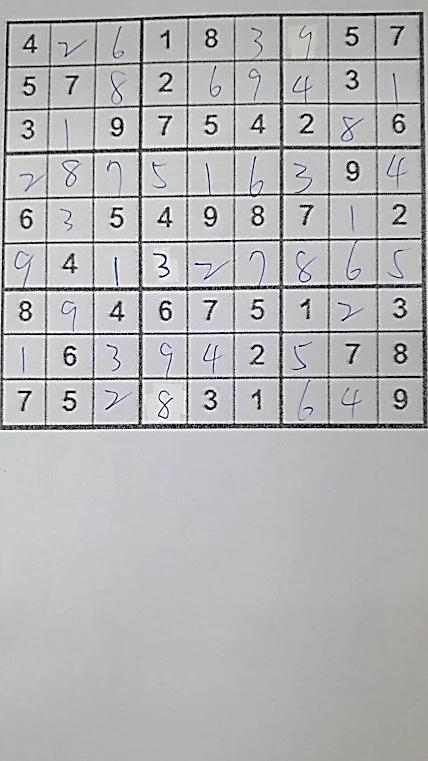 4 2 6 1 8 3 9 5 7
5 7 8 2 6 9 4 3 1
3 1 9 7 5 4 2 8 6
2 8 7 5 1 6 3 9 4
6 3 5 4 9 8 7 1 2
9 4 1 3 2 7 8 6 5
8 9 4 6 7 5 1 2 3
1 6 3 9 4 2 5 7 8
7 5 2 8 3 1 6 4 9